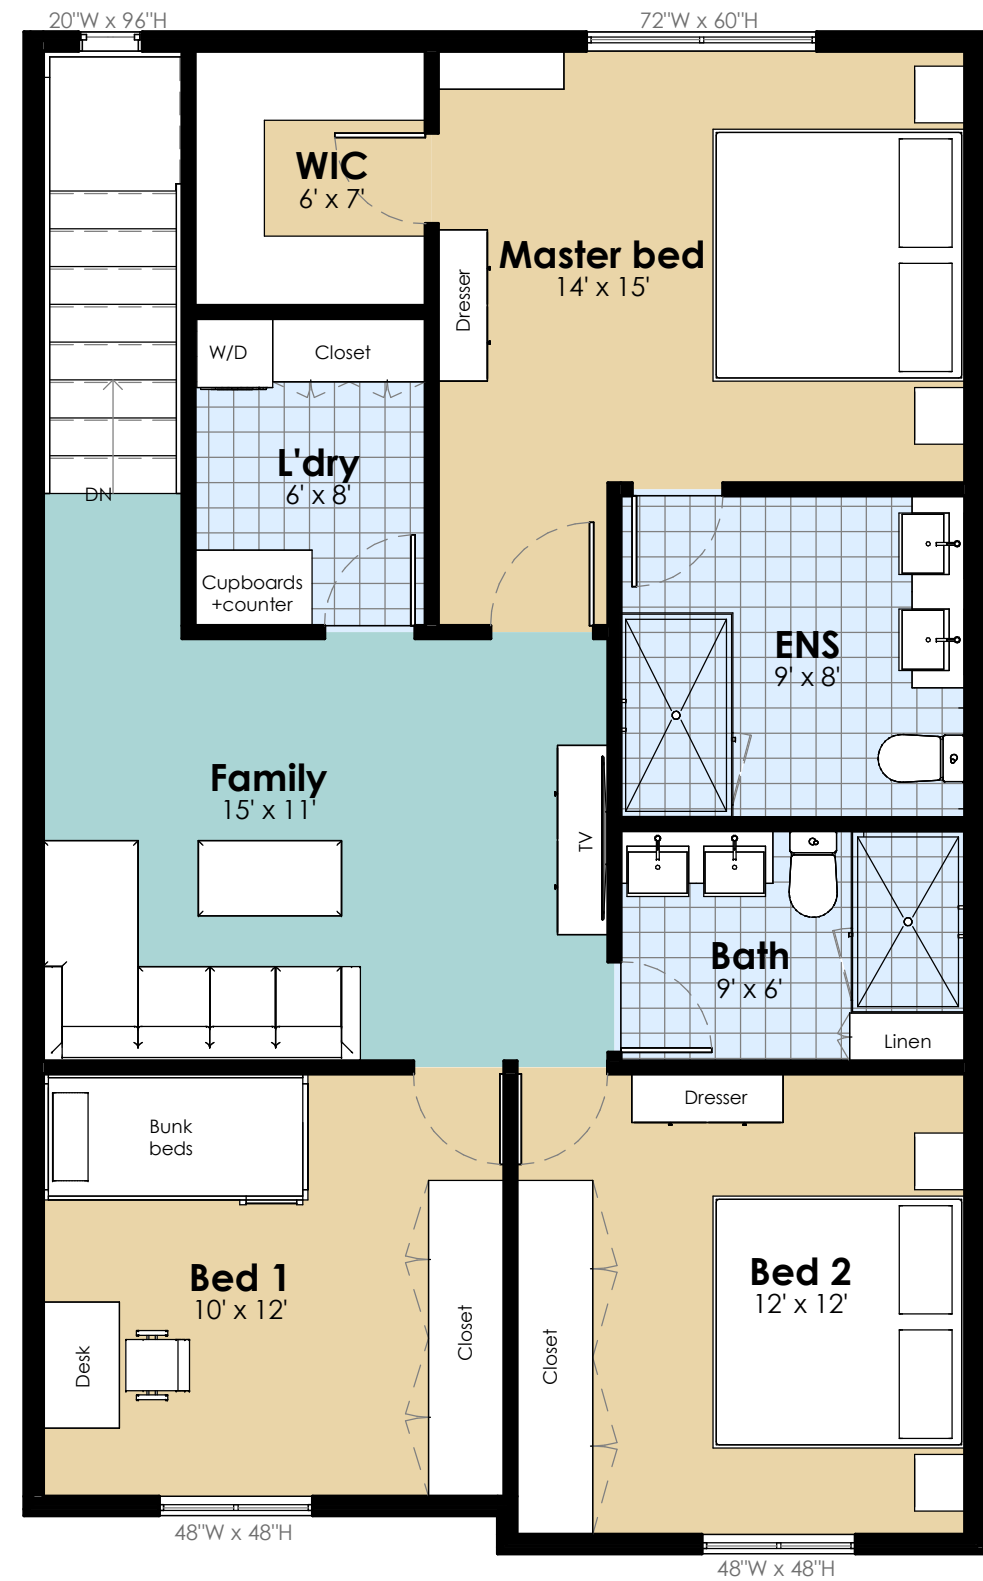 20"W x 96"H
72"W x 60"H
WIC
6' x 7'
Master bed
14' x 15'
Dresser
W/D
Closet
L'dry
6' x 8'
DN
Cupboards
+counter
ENS
9' x 8'
Family
15' x 11'
TV
Bath
9' x 6'
Linen
Dresser
Bunk
beds
Bed 1
10' x 12'
Bed 2
12' x 12'
Closet
Closet
Desk
48"W x 48"H
48"W x 48"H